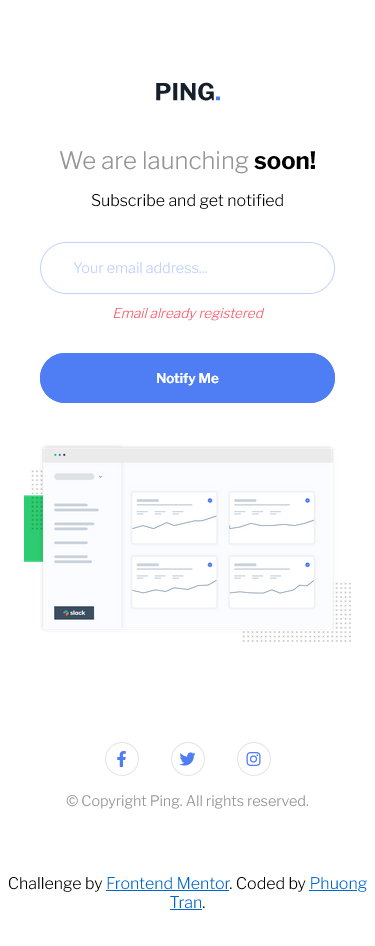 PING.
We are launching soon!
Subscribe and get notified
Your email address...
Email already registered
Notify Me
slack
© Copyright Ping. All rights reserved.
Challenge by Frontend Mentor. Coded by Phuong
Tran.